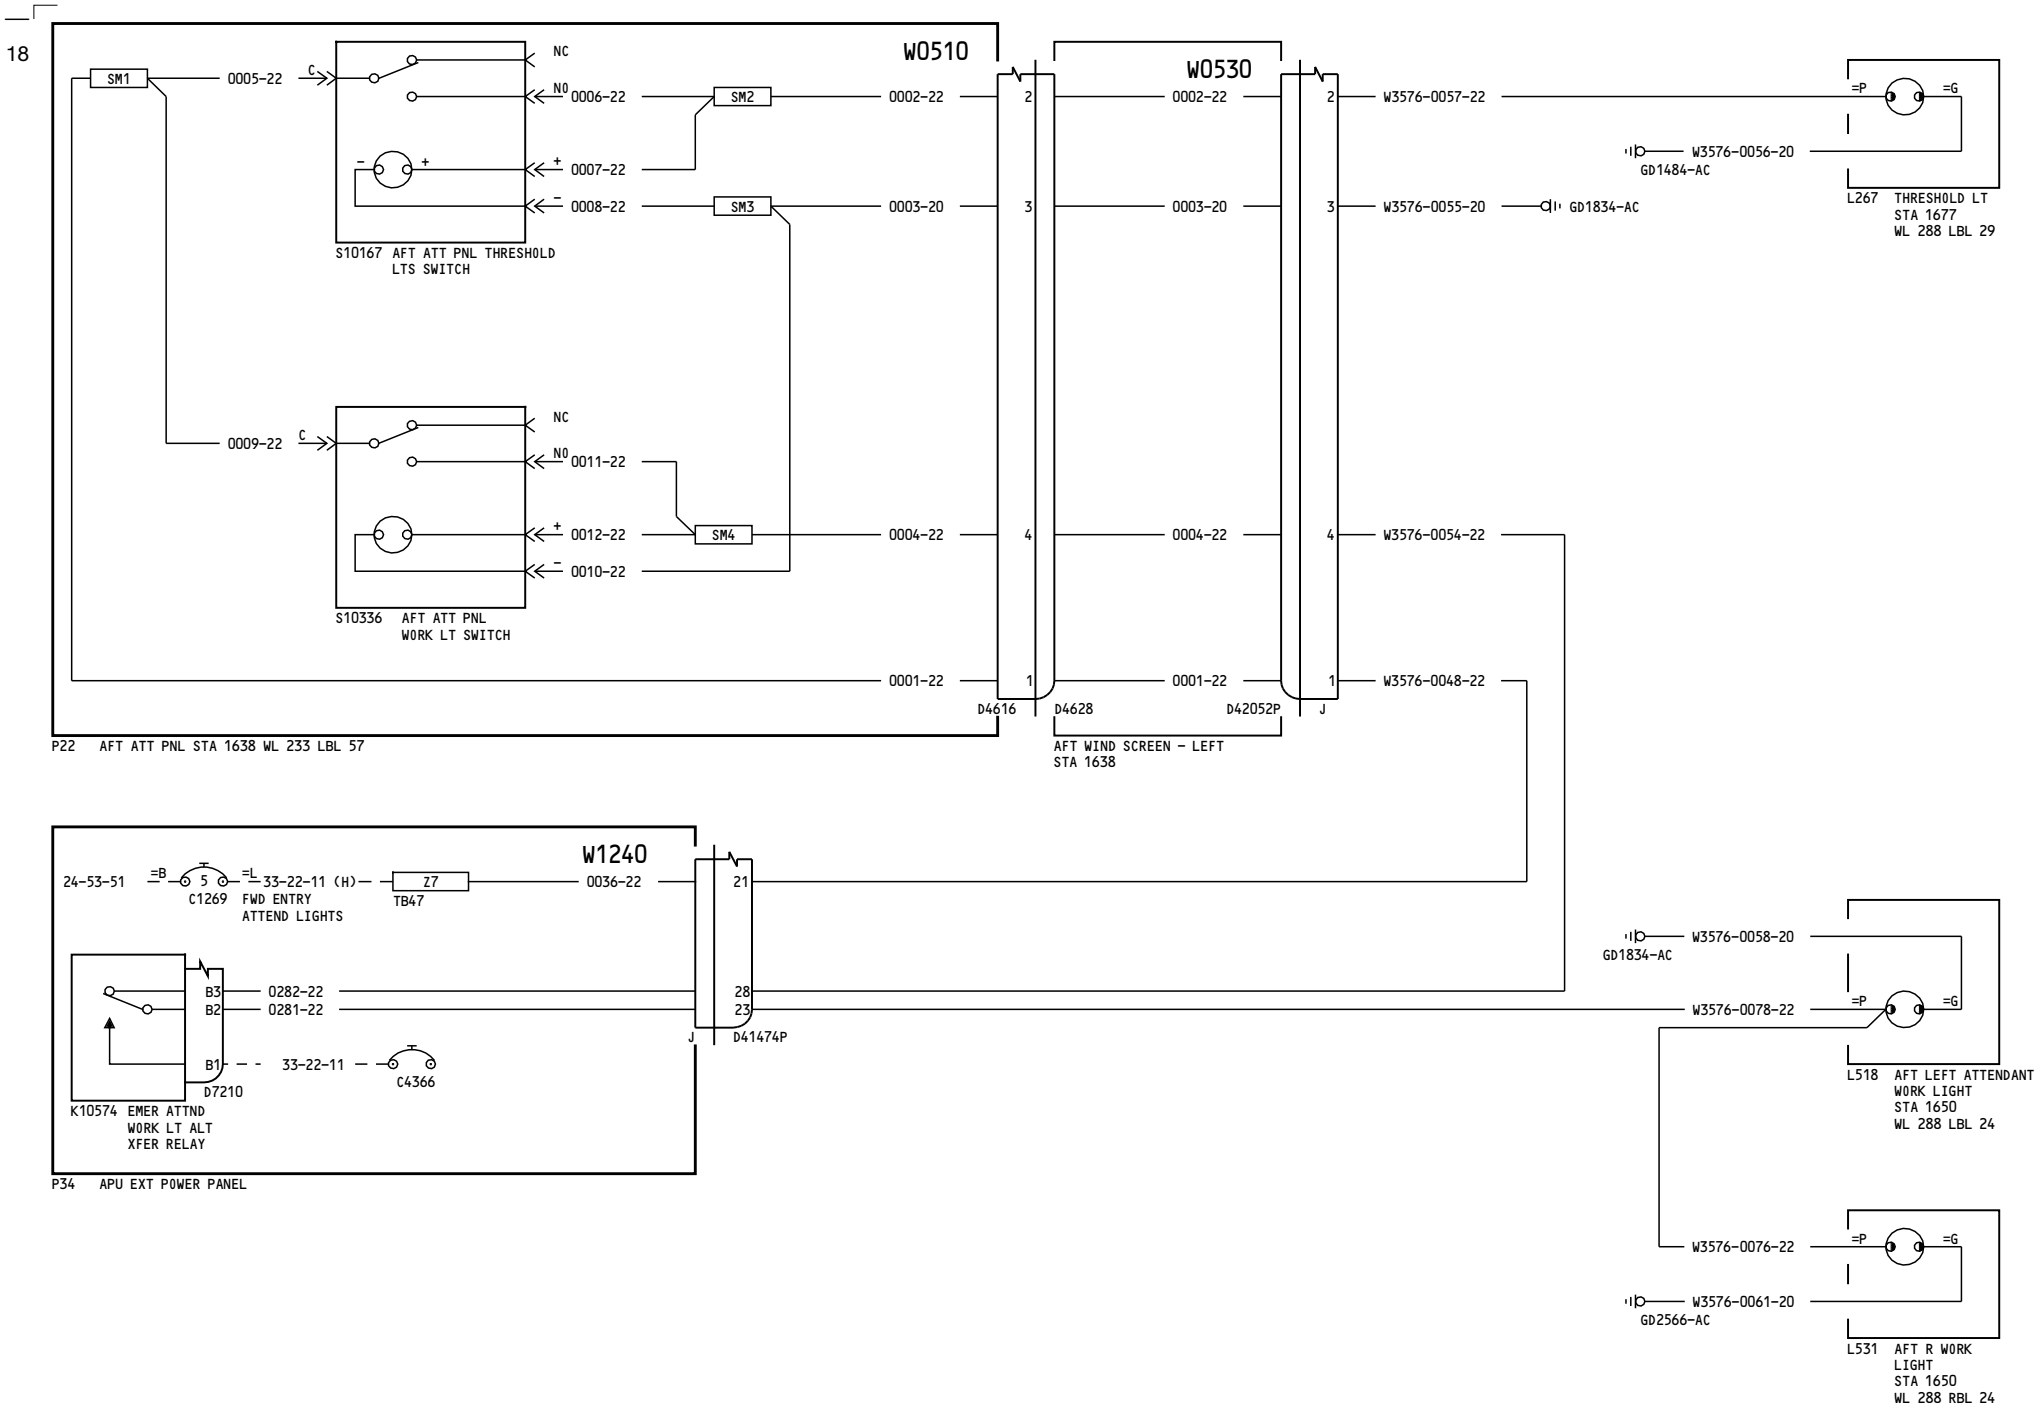 18
W0510
W0530
SM1
0005-22
C
NC
NO
0006-22
SM2
0002-22
2
0002-22
2
W3576-0057-22
=P
=G
W3576-0056-20
GD1484-AC
-
+
+
0007-22
-
0008-22
SM3
0003-20
3
0003-20
3
W3576-0055-20
GD1834-AC
L267 THRESHOLD LT
STA 1677
WL 288 LBL 29
S10167 AFT ATT PNL THRESHOLD
LTS SWITCH
0009-22
C
NC
NO
0011-22
+
0012-22
SM4
0004-22
4
0004-22
4
W3576-0054-22
-
0010-22
S10336 AFT ATT PNL
WORK LT SWITCH
0001-22
1
0001-22
1
W3576-0048-22
D4616
D4628
D42052P
J
P22 AFT ATT PNL STA 1638 WL 233 LBL 57
AFT WIND SCREEN - LEFT
STA 1638
W1240
24-53-51
=B
5
=L
33-22-11 (H)
Z7
0036-22
21
C1269
FWD ENTRY
ATTEND LIGHTS
TB47
B3
0282-22
28
B2
0281-22
23
B1
33-22-11
C4366
D7210
J
D41474P
K10574 EMER ATTND
WORK LT ALT
XFER RELAY
P34 APU EXT POWER PANEL
W3576-0058-20
GD1834-AC
W3576-0078-22
=P
=G
L518 AFT LEFT ATTENDANT
WORK LIGHT
STA 1650
WL 288 LBL 24
W3576-0076-22
=P
=G
W3576-0061-20
GD2566-AC
L531 AFT R WORK
LIGHT
STA 1650
WL 288 RBL 24